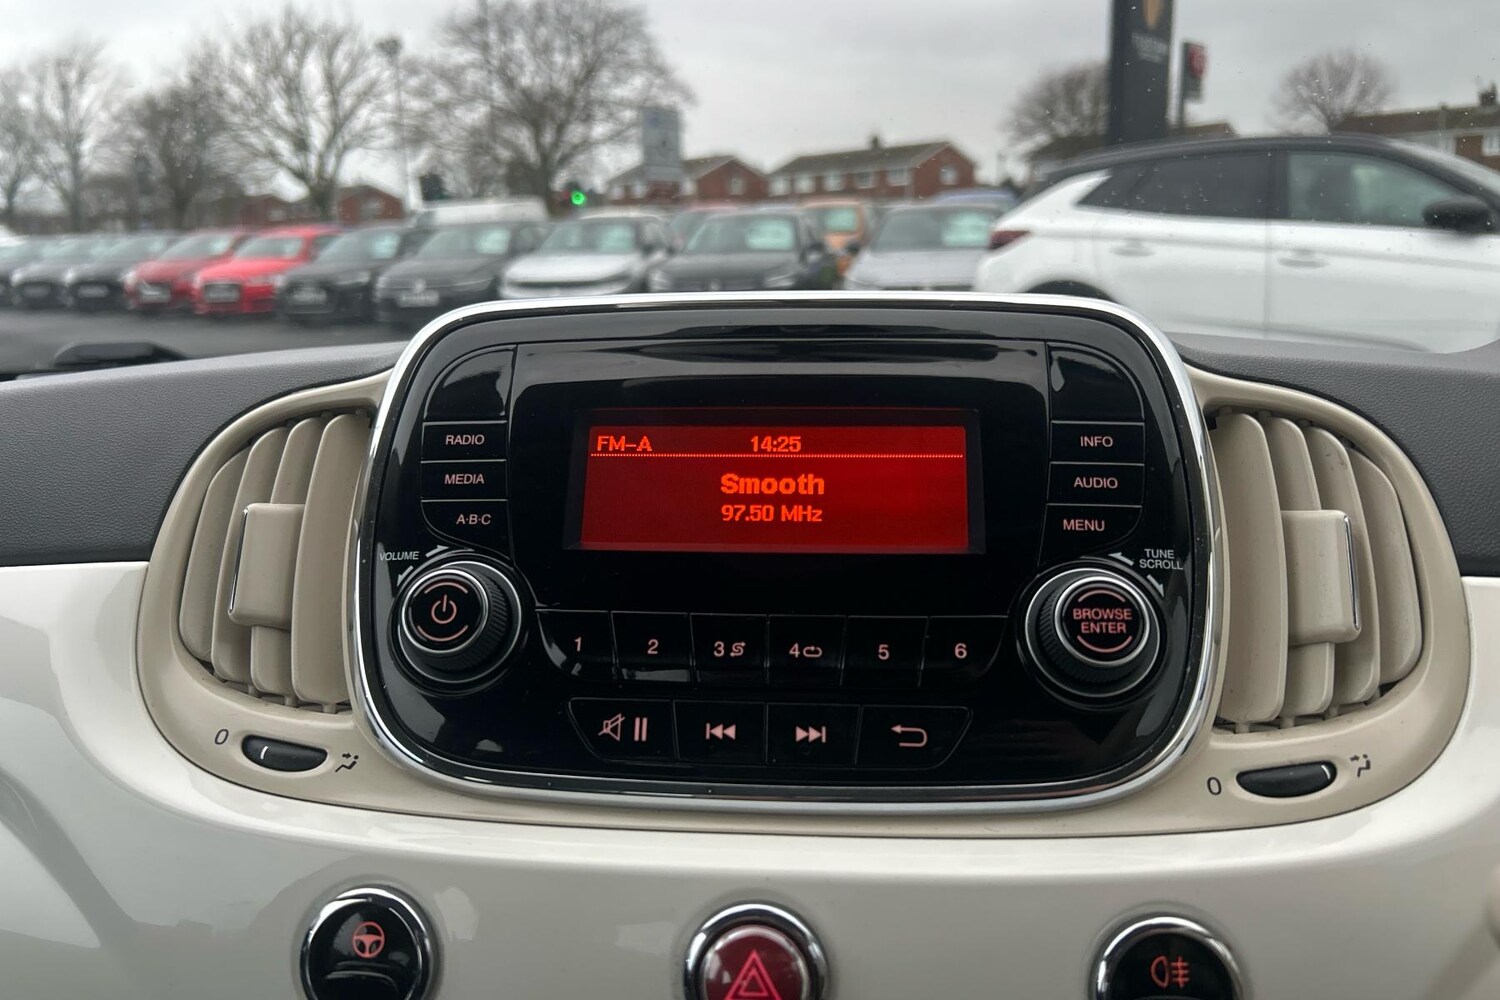 RADIO
MEDIA
A·B·C
VOLUME
FM-A 14:25
Smooth
97.50 MHz
INFO
AUDIO
MENU
TUNE
SCROLL
BROWSE
ENTER
1 2 3 4 5 6
0
0